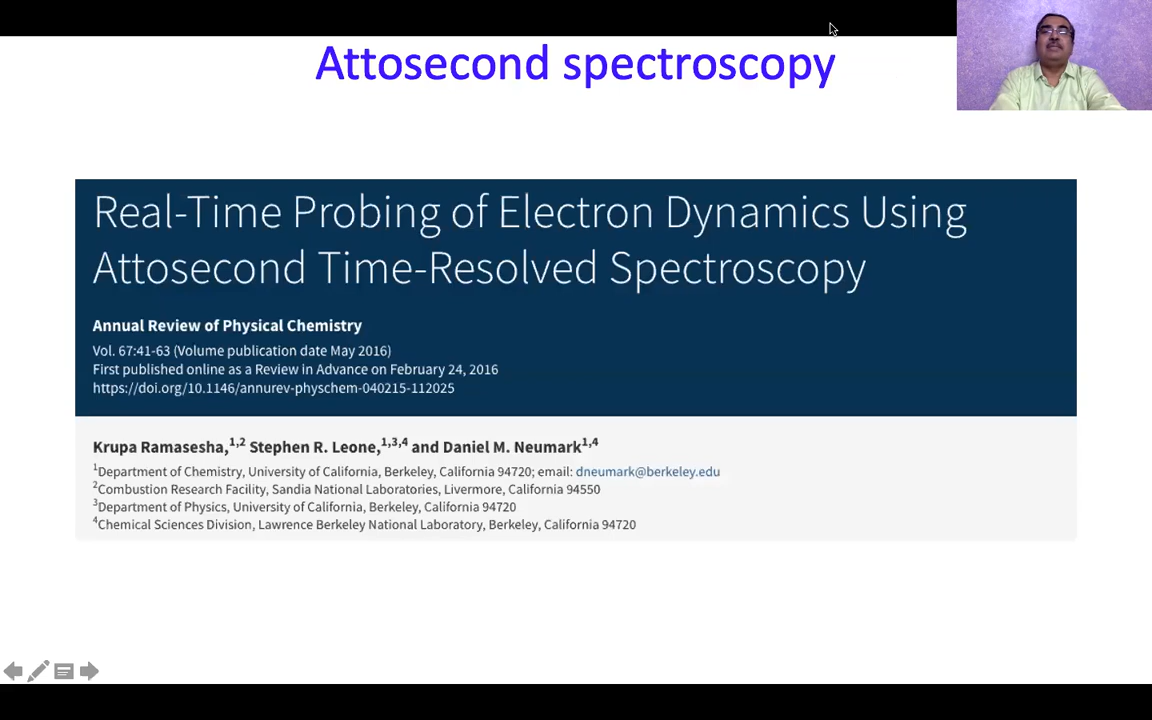 Attosecond spectroscopy
Real-Time Probing of Electron Dynamics Using
Attosecond Time-Resolved Spectroscopy
Annual Review of Physical Chemistry
Vol. 67:41-63 (Volume publication date May 2016)
First published online as a Review in Advance on February 24, 2016
https://doi.org/10.1146/annurev-physchem-040215-112025
Krupa Ramasesha,1,2 Stephen R. Leone,1,3,4 and Daniel M. Neumark1,4
1Department of Chemistry, University of California, Berkeley, California 94720; email: dneumark@berkeley.edu
2Combustion Research Facility, Sandia National Laboratories, Livermore, California 94550
3Department of Physics, University of California, Berkeley, California 94720
4Chemical Sciences Division, Lawrence Berkeley National Laboratory, Berkeley, California 94720